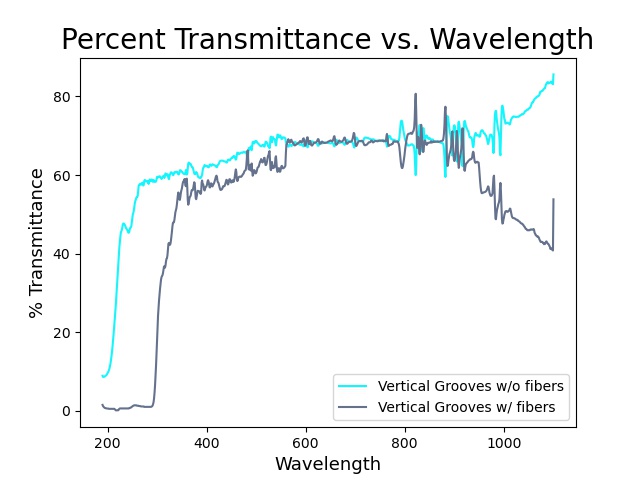 Percent Transmittance vs. Wavelength
% Transmittance
80
60
40
20
0
200 400 600 800 1000
Wavelength
Vertical Grooves w/o fibers
Vertical Grooves w/ fibers